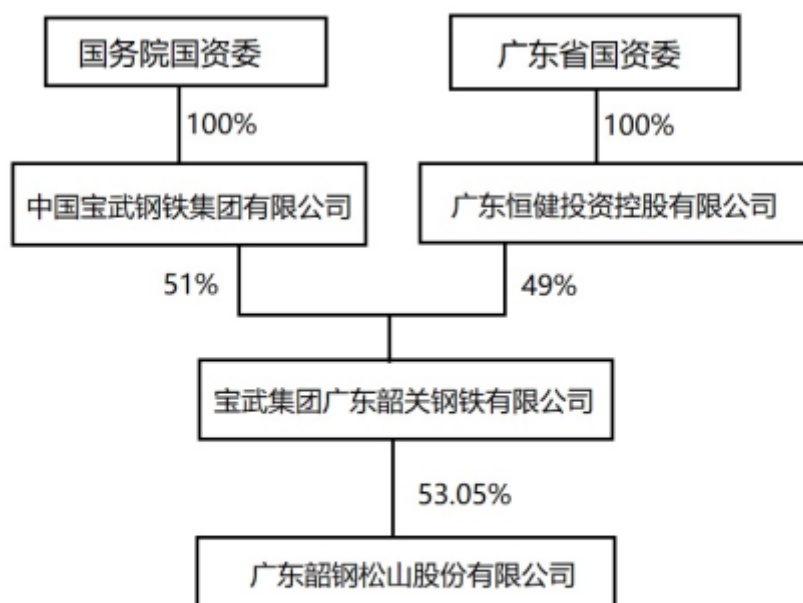 国务院国资委
广东省国资委
100%
100%
中国宝武钢铁集团有限公司
广东恒健投资控股有限公司
51%
49%
宝武集团广东韶关钢铁有限公司
53.05%
广东韶钢松山股份有限公司